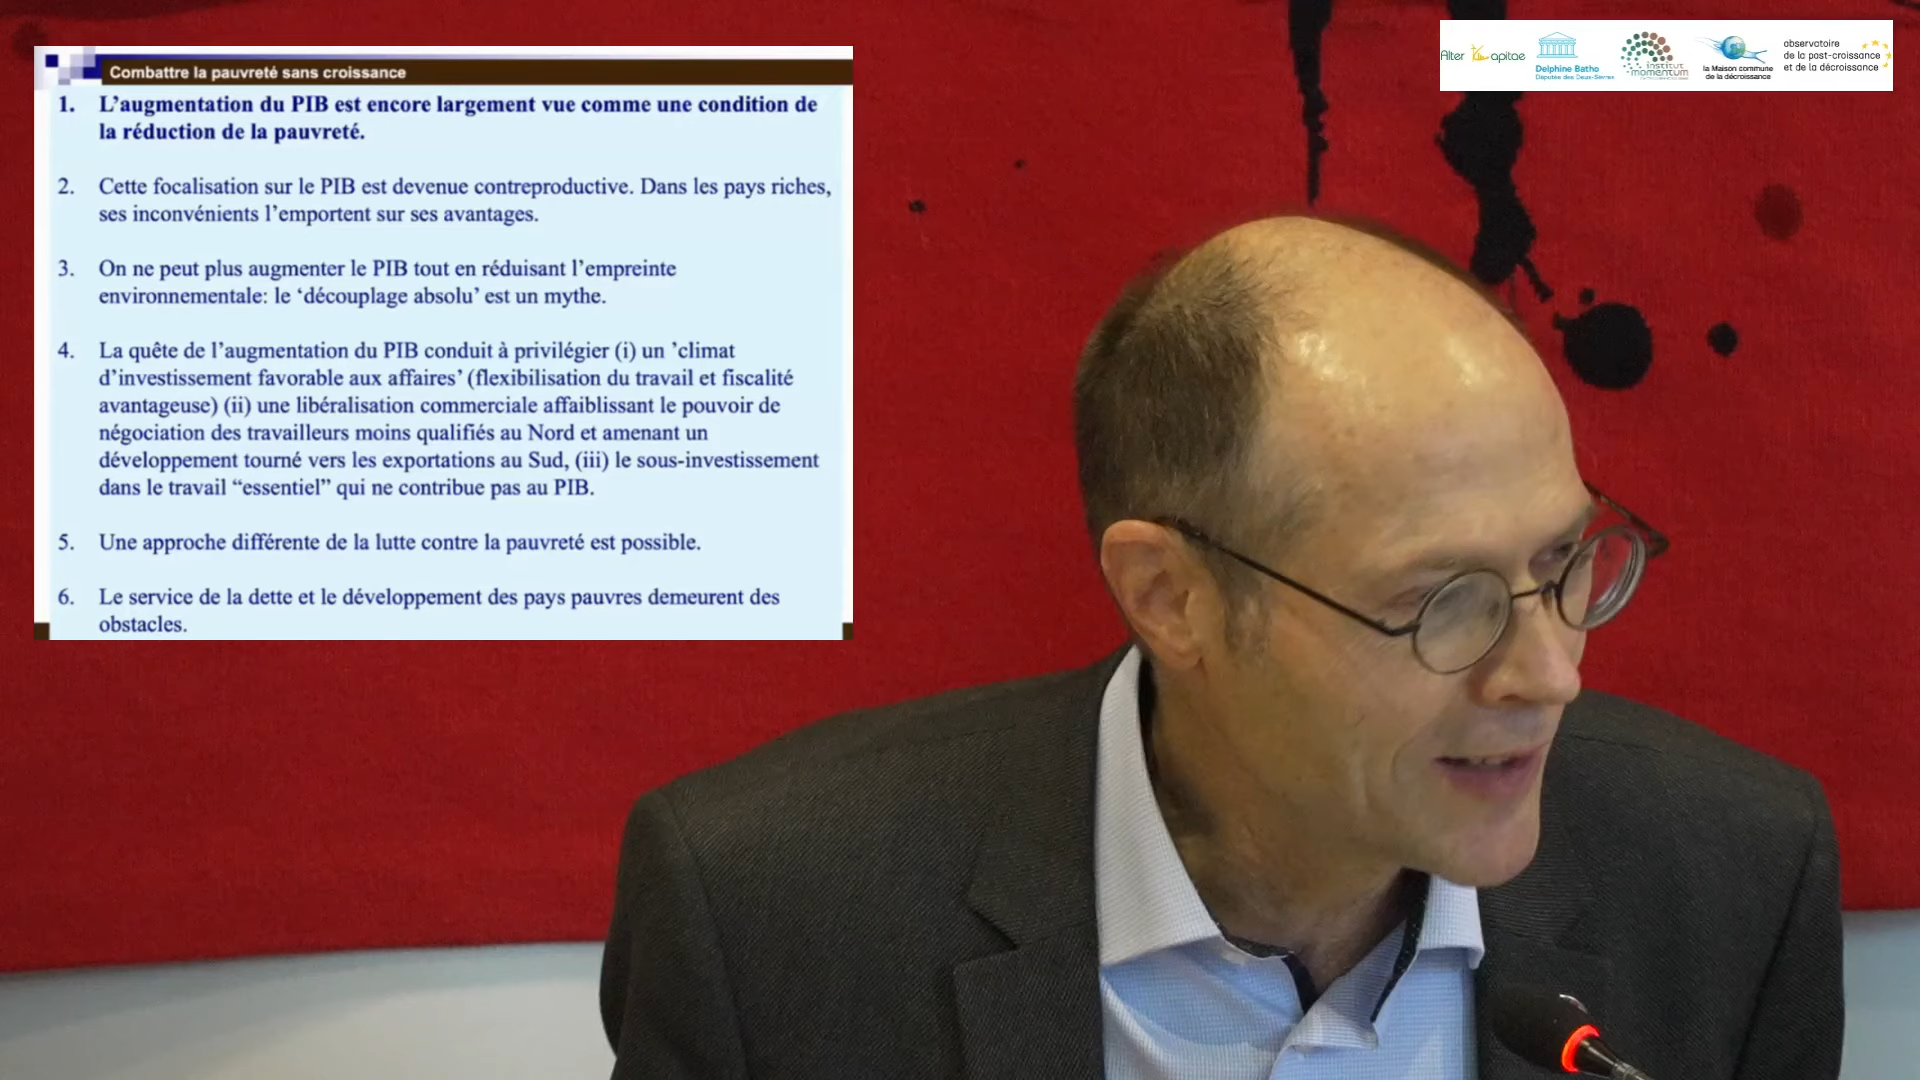 Combattre la pauvreté sans croissance
1. L’augmentation du PIB est encore largement vue comme une condition de
la réduction de la pauvreté.
2. Cette focalisation sur le PIB est devenue contreproductive. Dans les pays riches,
ses inconvénients l’emportent sur ses avantages.
3. On ne peut plus augmenter le PIB tout en réduisant l’empreinte
environnementale: le ‘découplage absolu’ est un mythe.
4. La quête de l’augmentation du PIB conduit à privilégier (i) un ’climat
d’investissement favorable aux affaires’ (flexibilisation du travail et fiscalité
avantageuse) (ii) une libéralisation commerciale affaiblissant le pouvoir de
négociation des travailleurs moins qualifiés au Nord et amenant un
développement tourné vers les exportations au Sud, (iii) le sous-investissement
dans le travail “essentiel” qui ne contribue pas au PIB.
5. Une approche différente de la lutte contre la pauvreté est possible.
6. Le service de la dette et le développement des pays pauvres demeurent des
obstacles.
Alter Kapitae
Delphine Batho
Députée des Deux-Sèvres
institut
momentum
la Maison commune
de la décroissance
observatoire
de la post-croissance
et de la décroissance